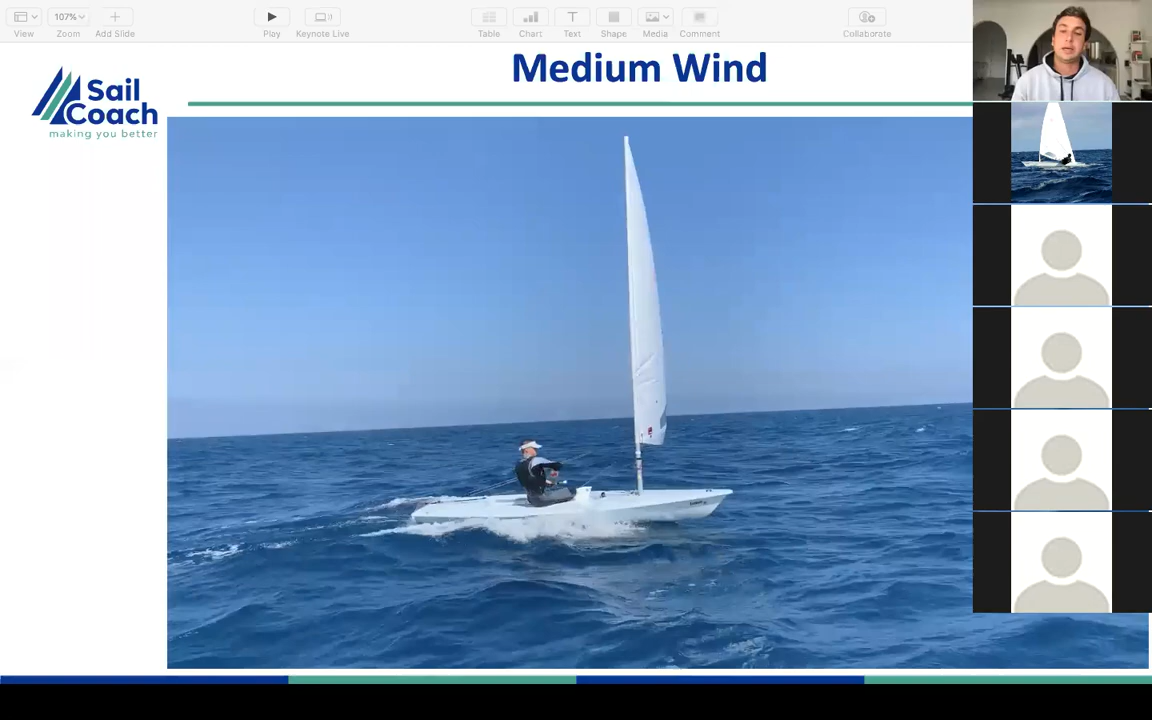 107%
View
Zoom
Add Slide
Play
Keynote Live
Table
Chart
Text
Shape
Media
Comment
Collaborate
Medium Wind
Sail
Coach
making you better